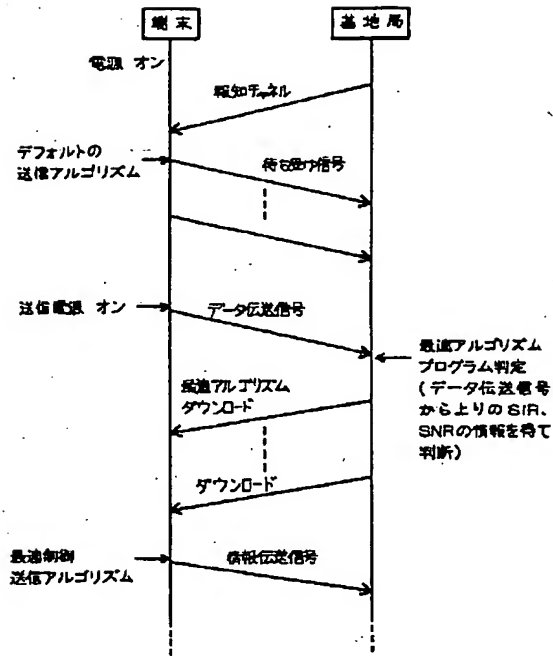 端末
基地局
電源 オン
報知チャネル
デフォルトの
送信アルゴリズム
待ち受け信号
送信電源 オン
データ伝送信号
最適アルゴリズム
プログラム判定
(データ伝送信号
から上りのSIR、
SNRの情報を得て
判断)
最適アルゴリズム
ダウンロード
ダウンロード
最適制御
送信アルゴリズム
情報伝送信号